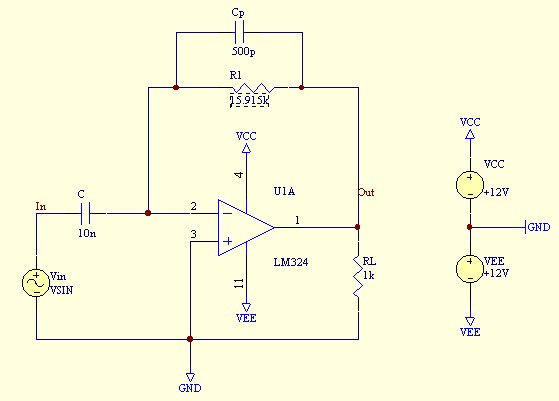 Cp
500p
R1
15.915k
VCC
4
U1A
In
C
10n
2
3
1
Out
LM324
RL
1k
11
VEE
Vin
VSIN
GND
VCC
VCC
+12V
GND
VEE
+12V
VEE